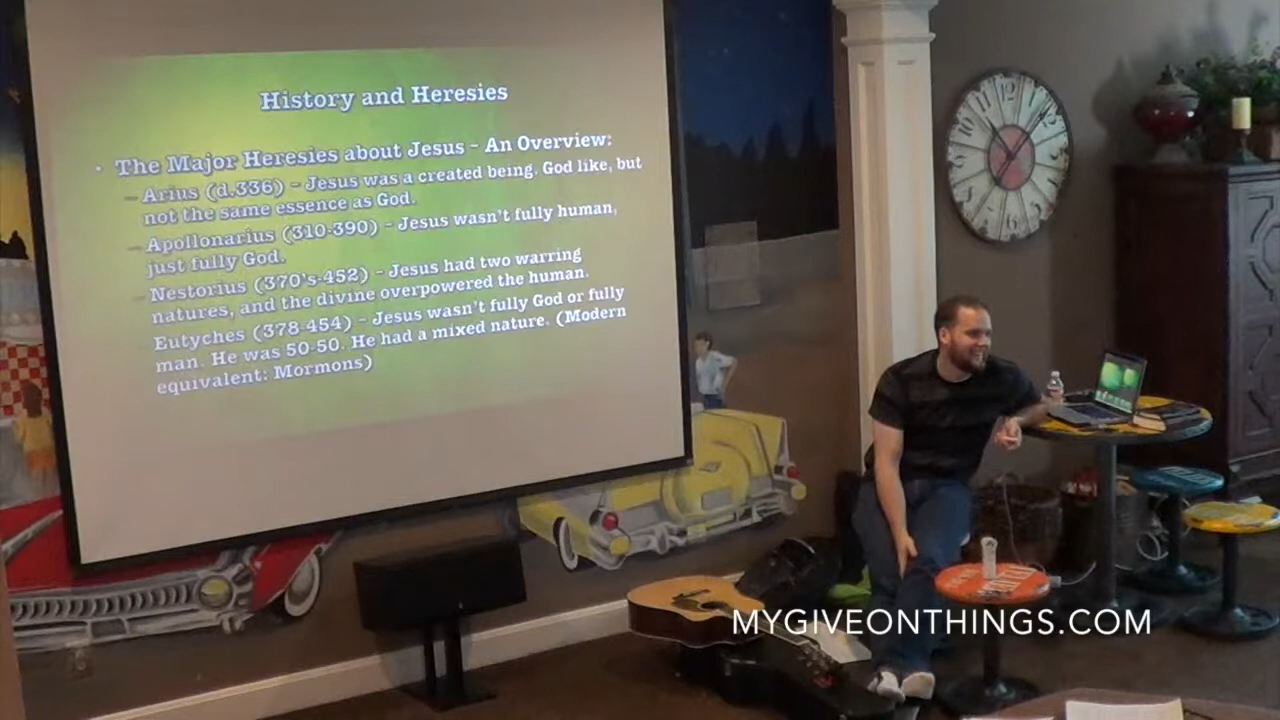 History and Heresies
• The Major Heresies about Jesus - An Overview:
– Arius (d.336) - Jesus was a created being. God like, but
not the same essence as God.
– Apollonarius (310-390) - Jesus wasn't fully human,
just fully God.
– Nestorius (370's-452) - Jesus had two warring
natures, and the divine overpowered the human.
Eutyches (378-454) - Jesus wasn't fully God or fully
man. He was 50-50. He had a mixed nature. (Modern
equivalent: Mormons)
MYGIVEONTHINGS.COM